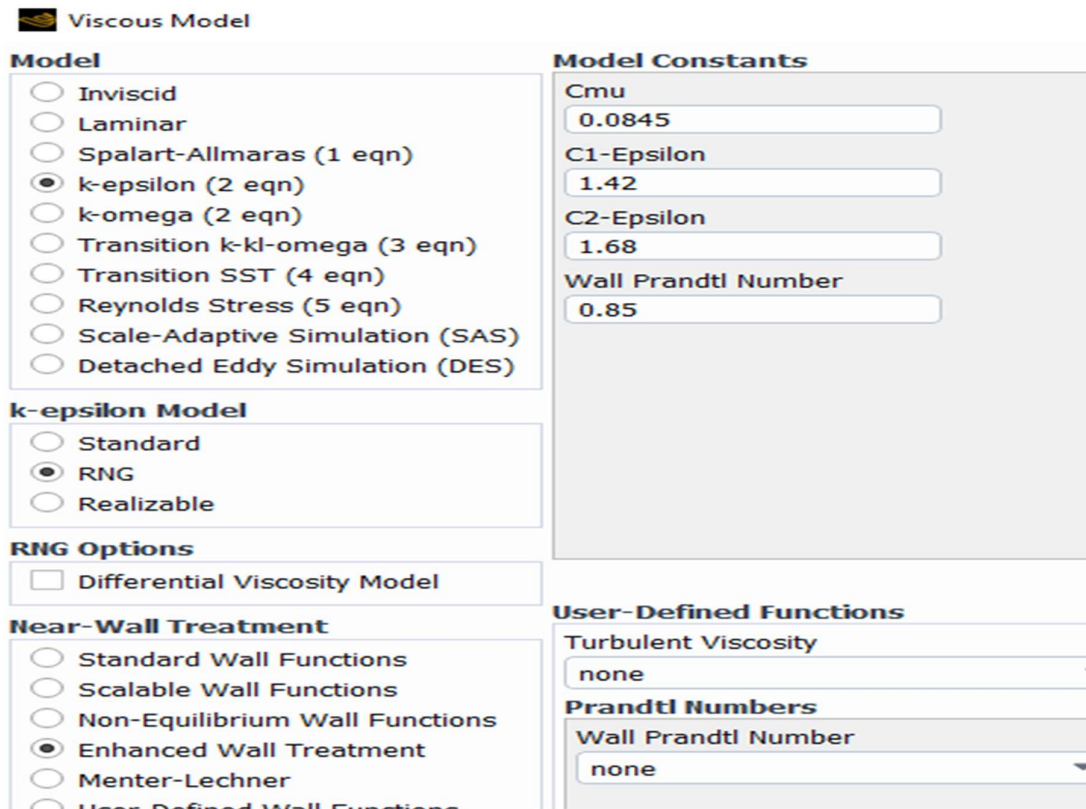 Viscous Model
Model
Inviscid
Laminar
Spalart-Allmaras (1 eqn)
k-epsilon (2 eqn)
k-omega (2 eqn)
Transition k-kl-omega (3 eqn)
Transition SST (4 eqn)
Reynolds Stress (5 eqn)
Scale-Adaptive Simulation (SAS)
Detached Eddy Simulation (DES)
k-epsilon Model
Standard
RNG
Realizable
RNG Options
Differential Viscosity Model
Near-Wall Treatment
Standard Wall Functions
Scalable Wall Functions
Non-Equilibrium Wall Functions
Enhanced Wall Treatment
Menter-Lechner
User-Defined Wall Functions
Model Constants
Cmu
0.0845
C1-Epsilon
1.42
C2-Epsilon
1.68
Wall Prandtl Number
0.85
User-Defined Functions
Turbulent Viscosity
none
Prandtl Numbers
Wall Prandtl Number
none